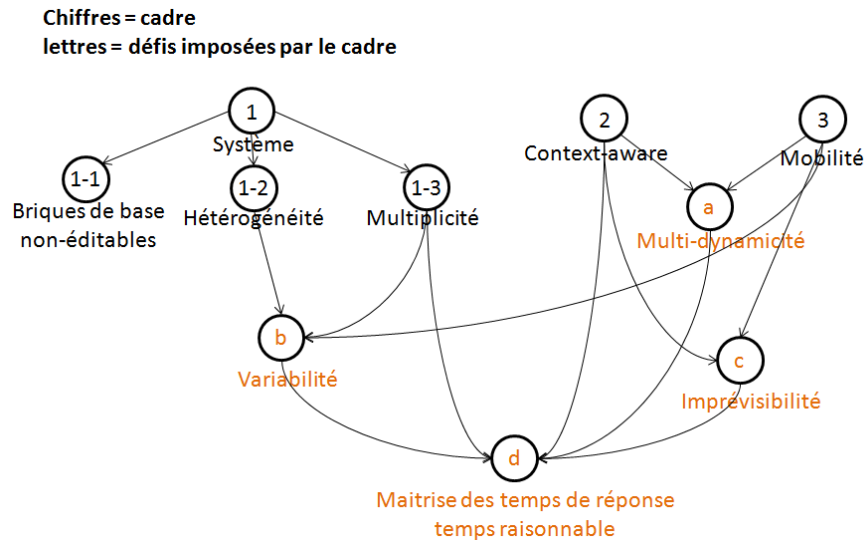 Chiffres = cadre
lettres = défis imposées par le cadre
1
Système
2
Context-aware
3
Mobilité
1-1
Briques de base
non-éditables
1-2
Hétérogénéité
1-3
Multiplicité
a
Multi-dynamicité
b
Variabilité
c
Imprévisibilité
d
Maitrise des temps de réponse
temps raisonnable